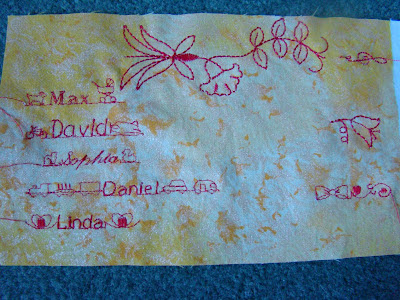 Max
David
Sophia
Daniel
Linda